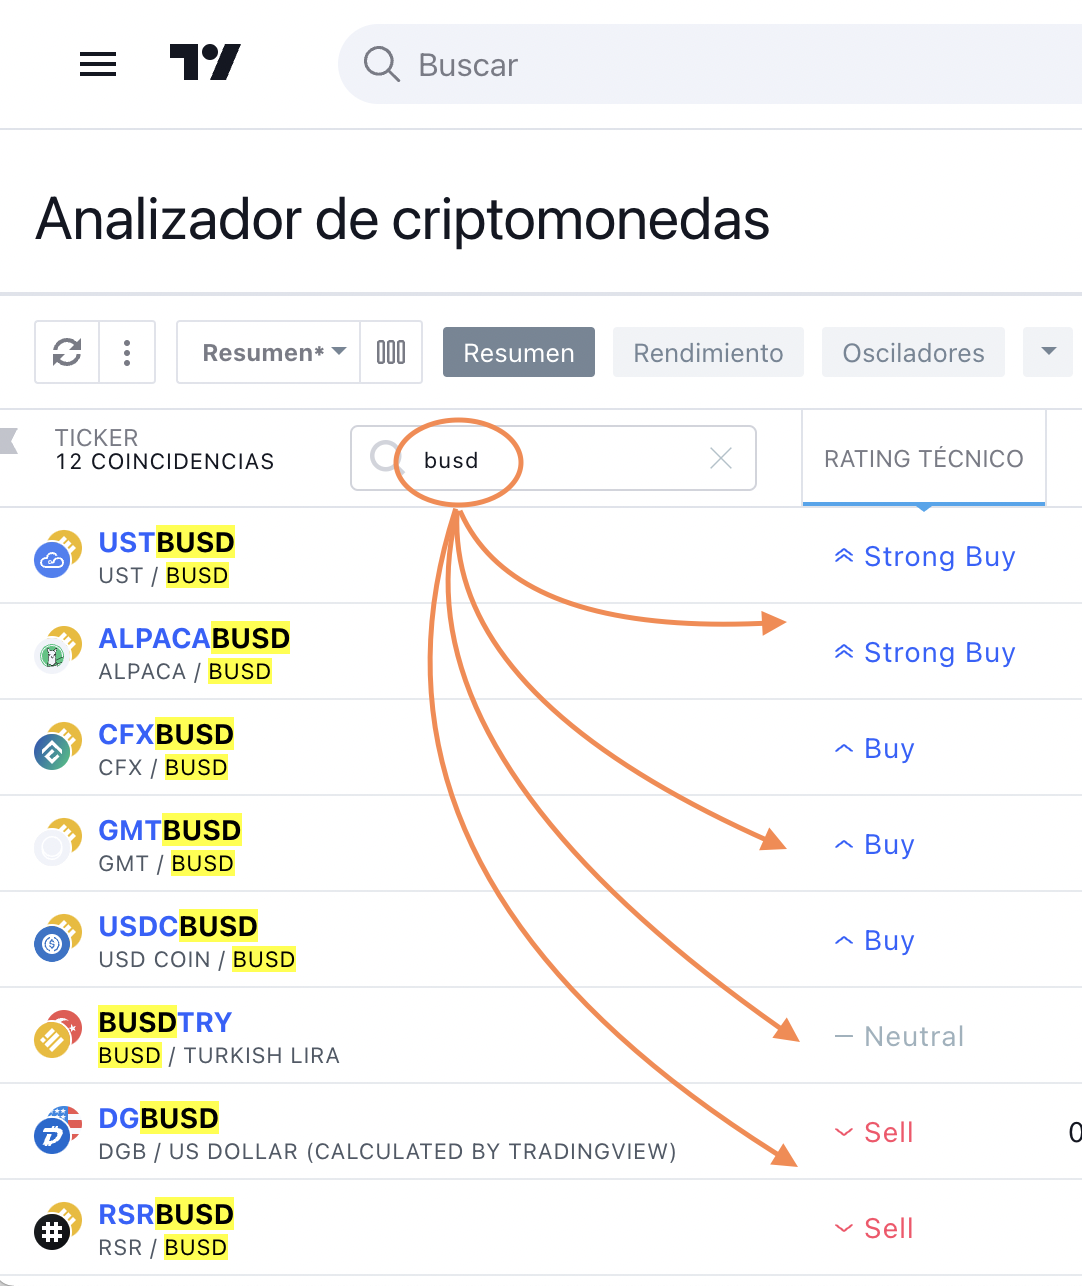 Buscar
Analizador de criptomonedas
Resumen* Resumen Rendimiento Osciladores
TICKER
12 COINCIDENCIAS
busd
RATING TÉCNICO
USTBUSD
UST / BUSD
Strong Buy
ALPACABUSD
ALPACA / BUSD
Strong Buy
CFXBUSD
CFX / BUSD
Buy
GMTBUSD
GMT / BUSD
Buy
USDCBUSD
USD COIN / BUSD
Buy
BUSDTRY
BUSD / TURKISH LIRA
Neutral
DGBUSD
DGB / US DOLLAR (CALCULATED BY TRADINGVIEW)
Sell
0
RSRBUSD
RSR / BUSD
Sell